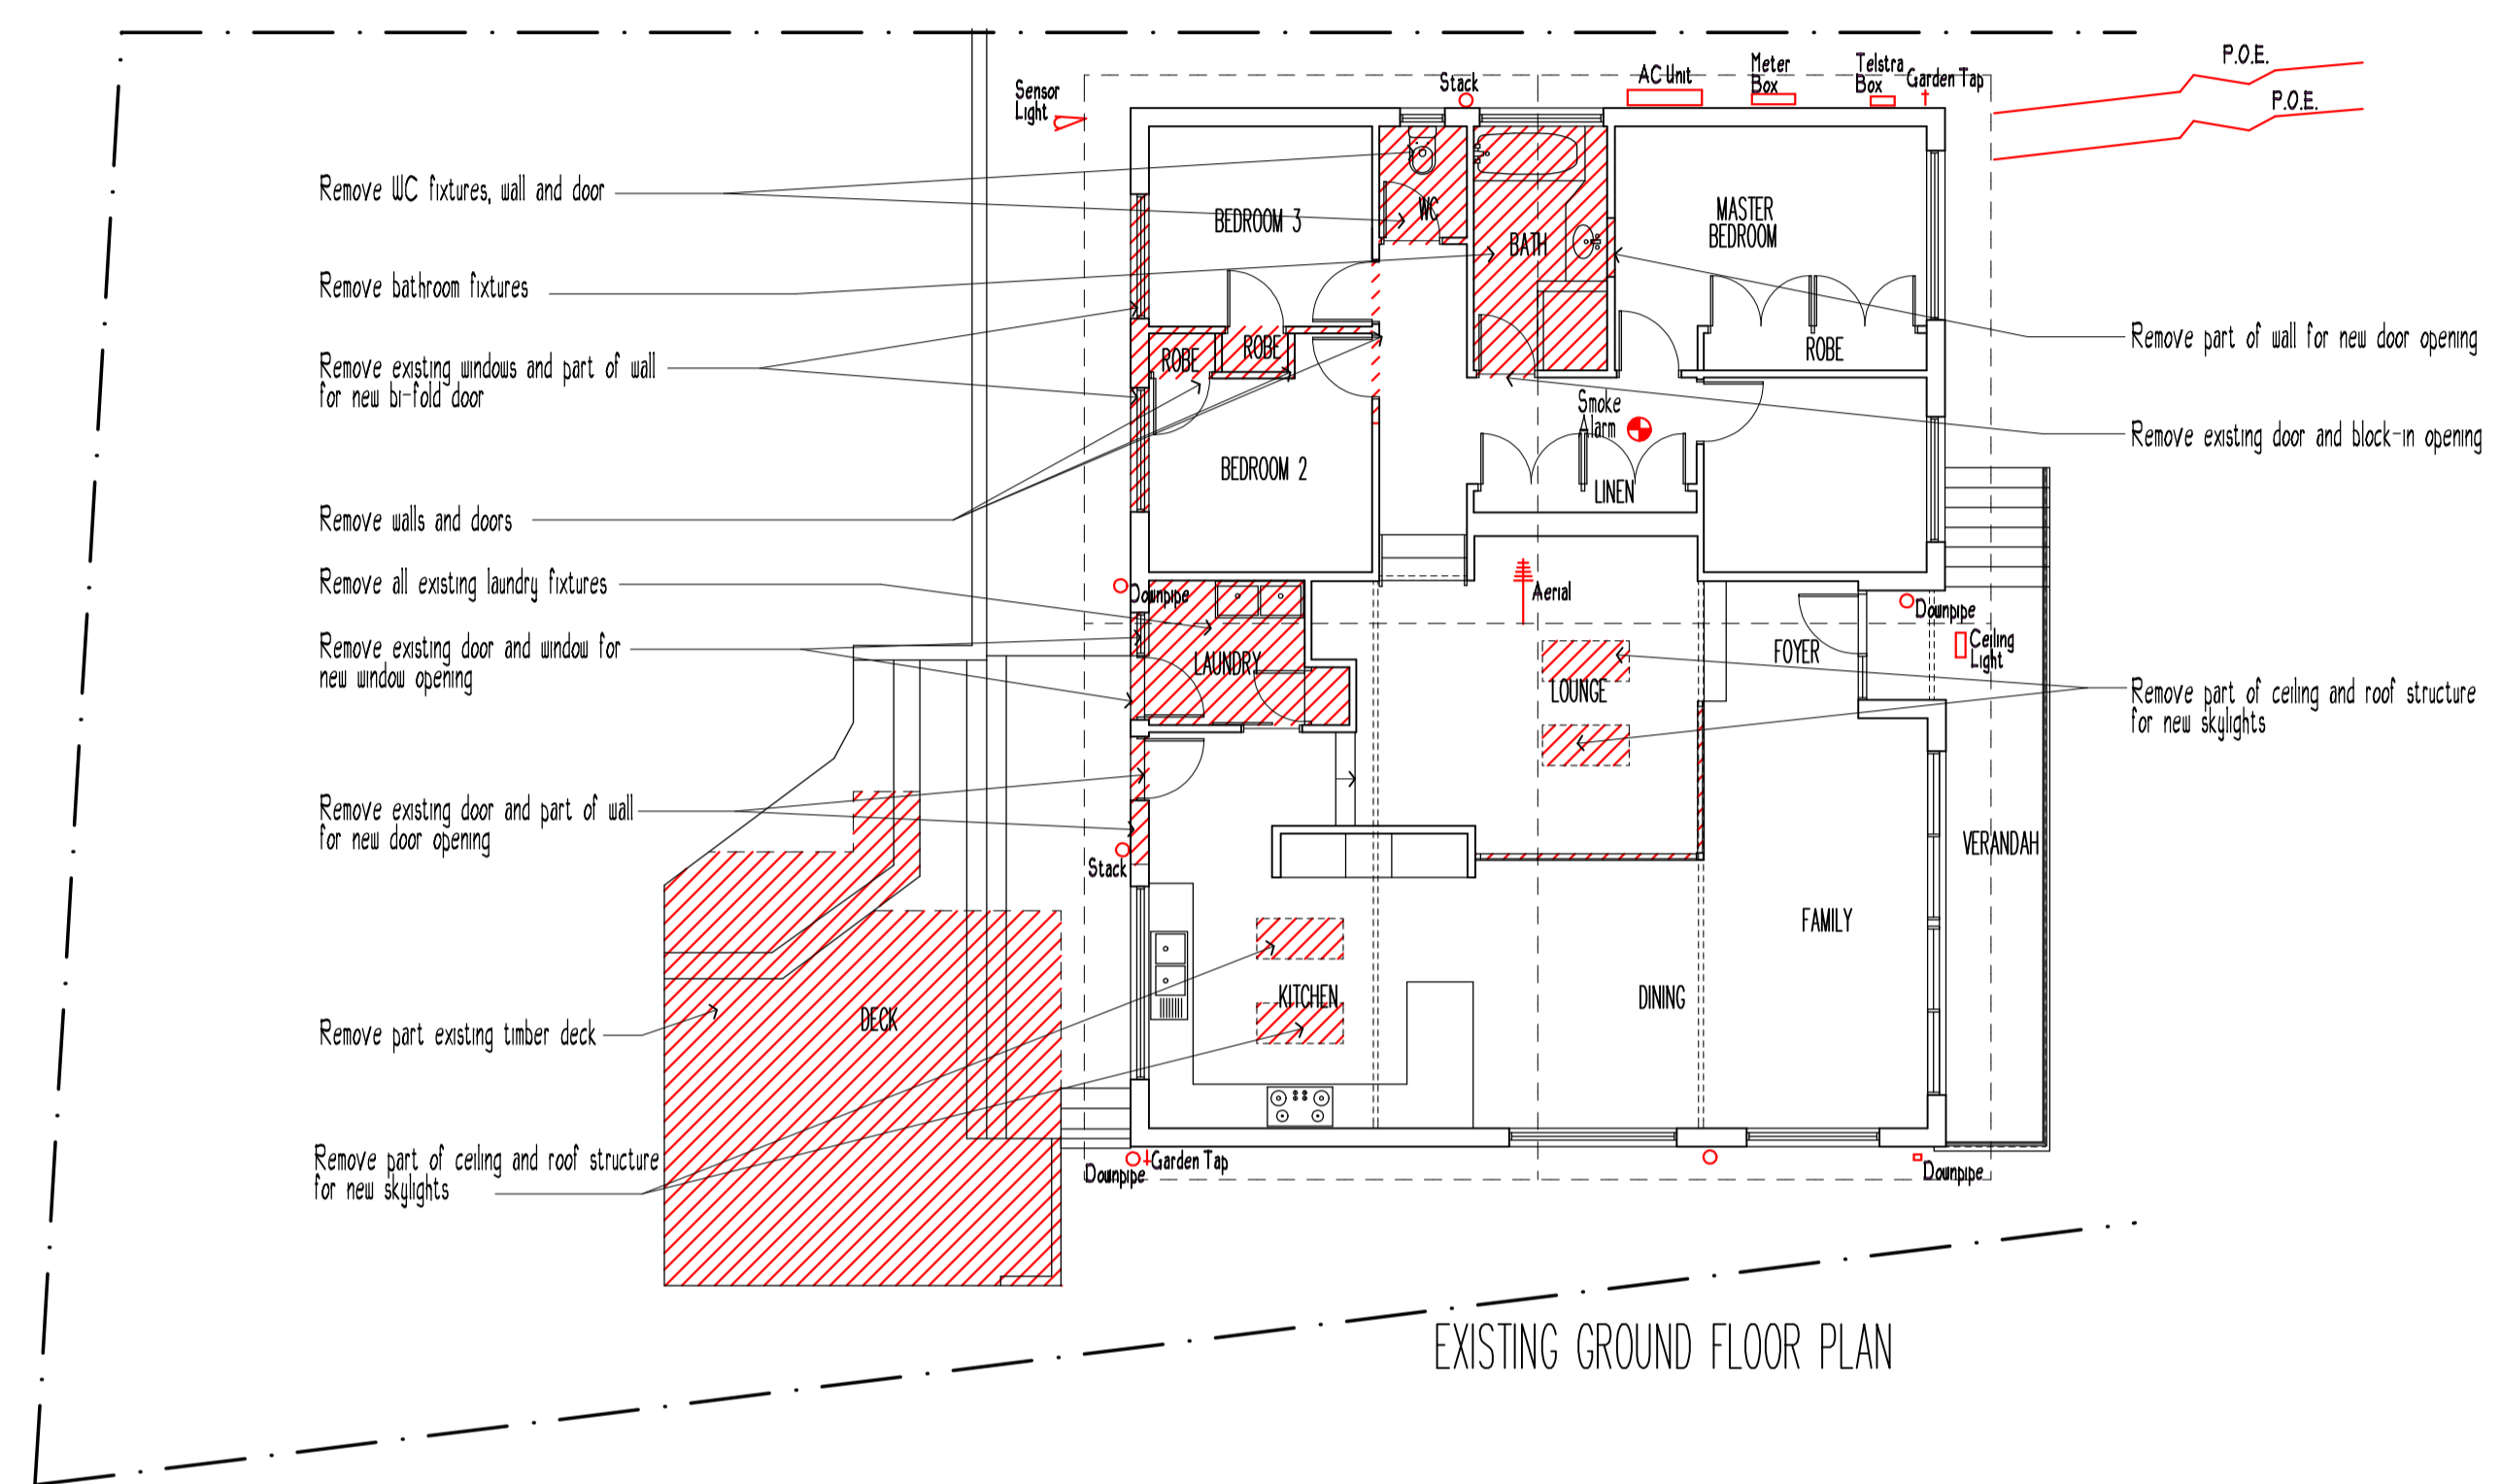 P.O.E.
P.O.E.
Sensor
Light
Stack
AC Unit
Meter
Box
Telstra
Box
Garden Tap
Remove WC fixtures, wall and door
Remove bathroom fixtures
Remove existing windows and part of wall
for new bi-fold door
Remove walls and doors
Remove all existing laundry fixtures
Remove existing door and window for
new window opening
Remove existing door and part of wall
for new door opening
Remove part existing timber deck
Remove part of ceiling and roof structure
for new skylights
BEDROOM 3
WC
BATH
MASTER
BEDROOM
ROBE
ROBE
ROBE
Smoke
Alarm
BEDROOM 2
LINEN
Downpipe
Aerial
LAUNDRY
LOUNGE
FOYER
Downpipe
Ceiling
Light
VERANDAH
Stack
FAMILY
KITCHEN
DINING
DECK
Downpipe
Garden Tap
Downpipe
Remove part of wall for new door opening
Remove existing door and block-in opening
Remove part of ceiling and roof structure
for new skylights
EXISTING GROUND FLOOR PLAN